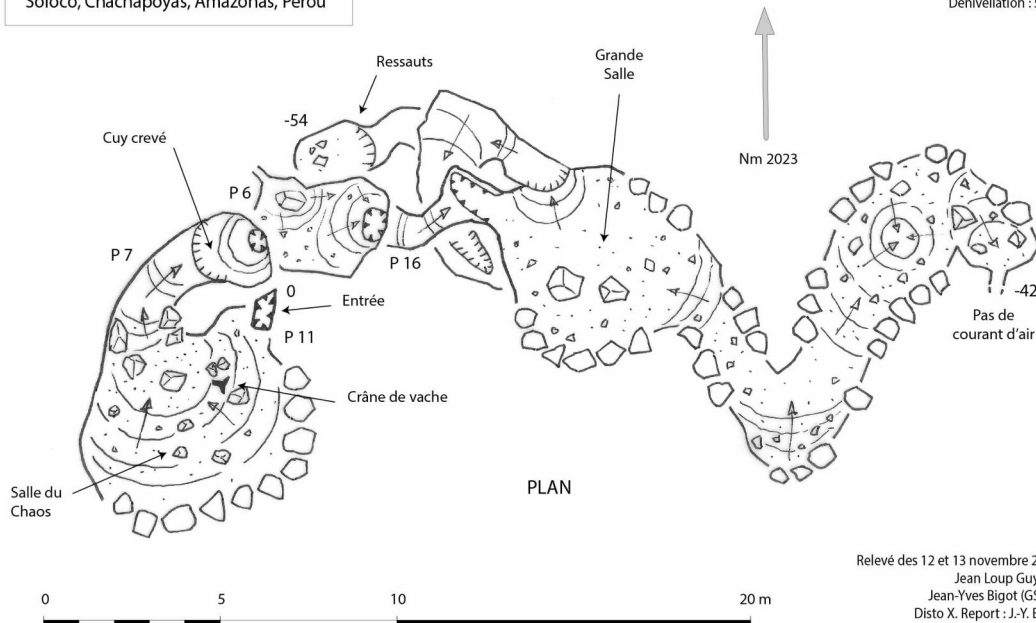 Soloco, Chachapoyas, Amazonas, Pérou
Dénivellation :
Ressauts
Grande
Salle
-54
Cuy crevé
Nm 2023
P 6
P 7
P 16
0
Entrée
P 11
-42
Pas de
courant d'air
Crâne de vache
Salle du
Chaos
PLAN
Relevé des 12 et 13 novembre
Jean Loup
Jean-Yves Bigot
Disto X. Report : J.-Y.
0 5 10 20 m